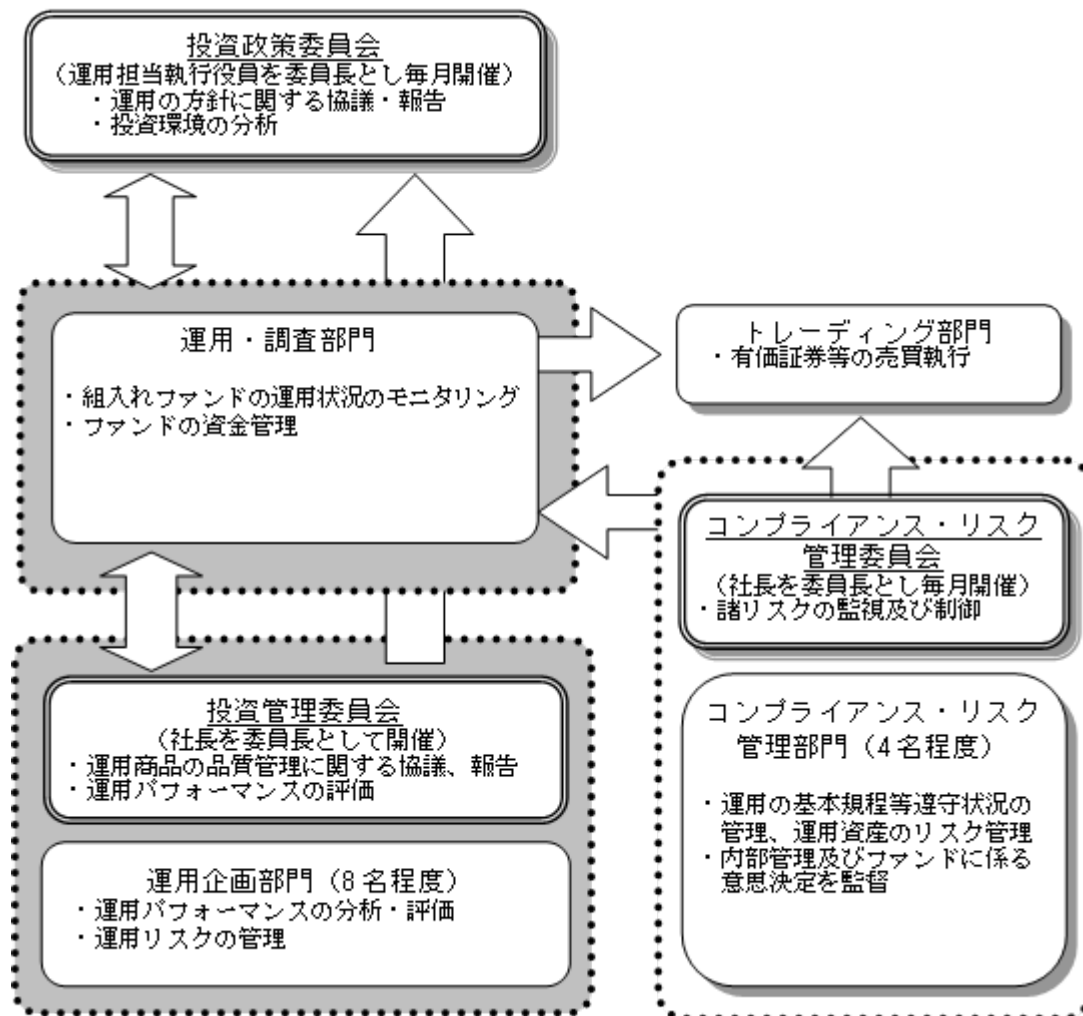 投資政策委員会
(運用担当執行役員を委員長とし毎月開催)
・運用の方針に関する協議・報告
・投資環境の分析
運用・調査部門
・組入れファンドの運用状況のモニタリング
・ファンドの資金管理
トレーディング部門
・有価証券等の売買執行
コンプライアンス・リスク
管理委員会
(社長を委員長とし毎月開催)
・諸リスクの監視及び制御
投資管理委員会
(社長を委員長として開催)
・運用商品の品質管理に関する協議、報告
・運用パフォーマンスの評価
コンプライアンス・リスク
管理部門(4名程度)
・運用の基本規程等遵守状況の
管理、運用資産のリスク管理
・内部管理及びファンドに係る
意思決定を監督
運用企画部門(8名程度)
・運用パフォーマンスの分析・評価
・運用リスクの管理